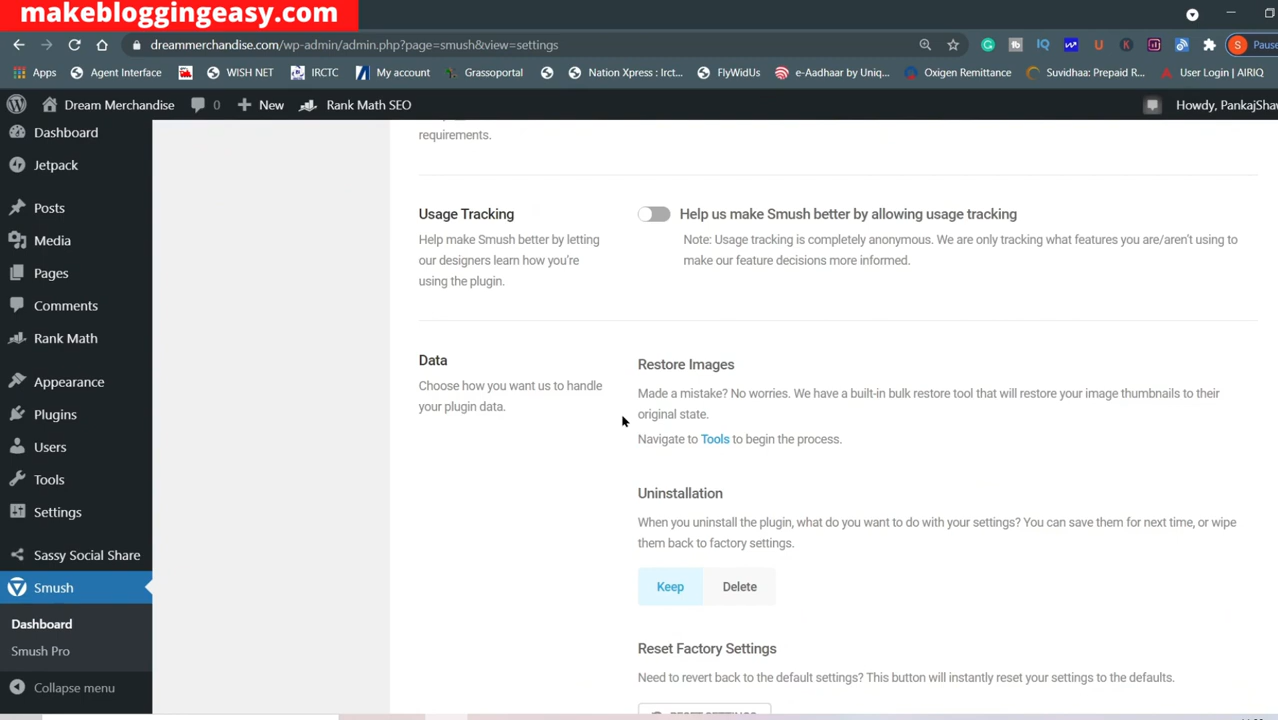 makebloggingeasy.com
dreammerchandise.com/wp-admin/admin.php?page=smush&view=settings
Pause
Apps
Agent Interface
WISH NET
IRCTC
My account
Grassoportal
Nation Xpress : Irct...
FlyWidUs
e-Aadhaar by Uniq...
Oxigen Remittance
Suvidhaa: Prepaid R...
User Login | AIRIQ
Dream Merchandise
0
New
Rank Math SEO
Howdy, PankajShaw
Dashboard
Jetpack
Posts
Media
Pages
Comments
Rank Math
Appearance
Plugins
Users
Tools
Settings
Sassy Social Share
Smush
Dashboard
Smush Pro
Collapse menu
requirements.
Usage Tracking
Help make Smush better by letting
our designers learn how you're
using the plugin.
Help us make Smush better by allowing usage tracking
Note: Usage tracking is completely anonymous. We are only tracking what features you are/aren't using to
make our feature decisions more informed.
Data
Choose how you want us to handle
your plugin data.
Restore Images
Made a mistake? No worries. We have a built-in bulk restore tool that will restore your image thumbnails to their
original state.
Navigate to Tools to begin the process.
Uninstallation
When you uninstall the plugin, what do you want to do with your settings? You can save them for next time, or wipe
them back to factory settings.
Keep
Delete
Reset Factory Settings
Need to revert back to the default settings? This button will instantly reset your settings to the defaults.
RESET SETTINGS